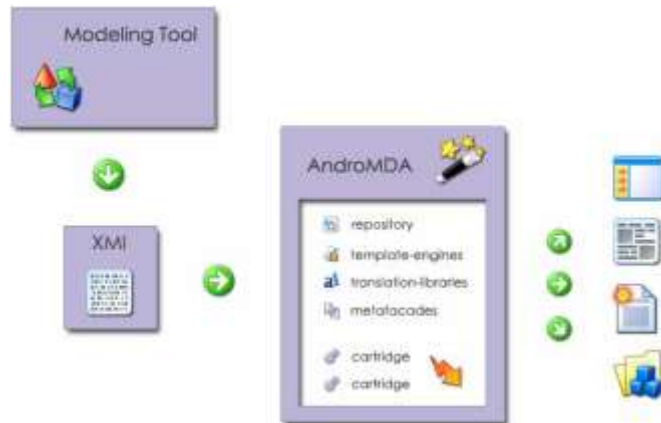 Modeling Tool
XMI
AndroMDA
repository
template-engines
translation-libraries
metafacades
cartridge
cartridge